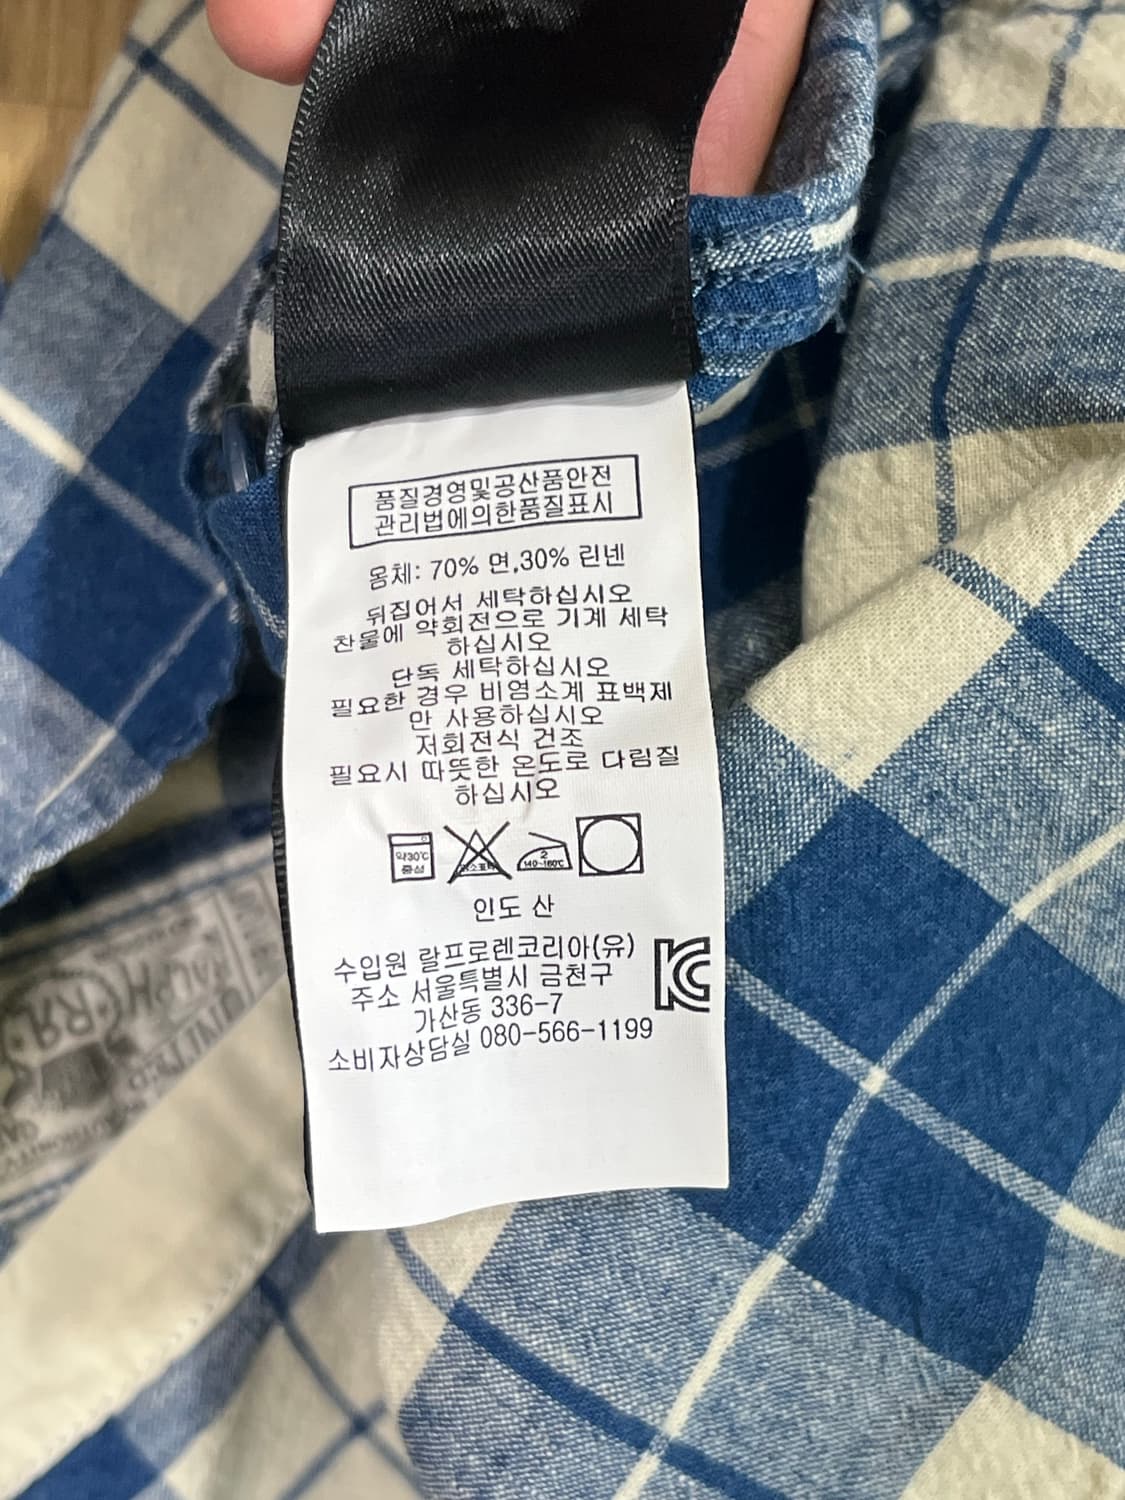 품질경영및공산품안전
관리법에의한품질표시
몸체: 70% 면,30% 린넨
뒤집어서 세탁하십시오
찬물에 약회전으로 기계 세탁
하십시오
단독 세탁하십시오
필요한 경우 비염소계 표백제
만 사용하십시오
저회전식 건조
필요시 따뜻한 온도로 다림질
하십시오
약30℃
중성
2
140~160℃
인도 산
수입원 랄프로렌코리아(유)
주소 서울특별시 금천구
가산동 336-7
소비자상담실 080-566-1199
RALPH